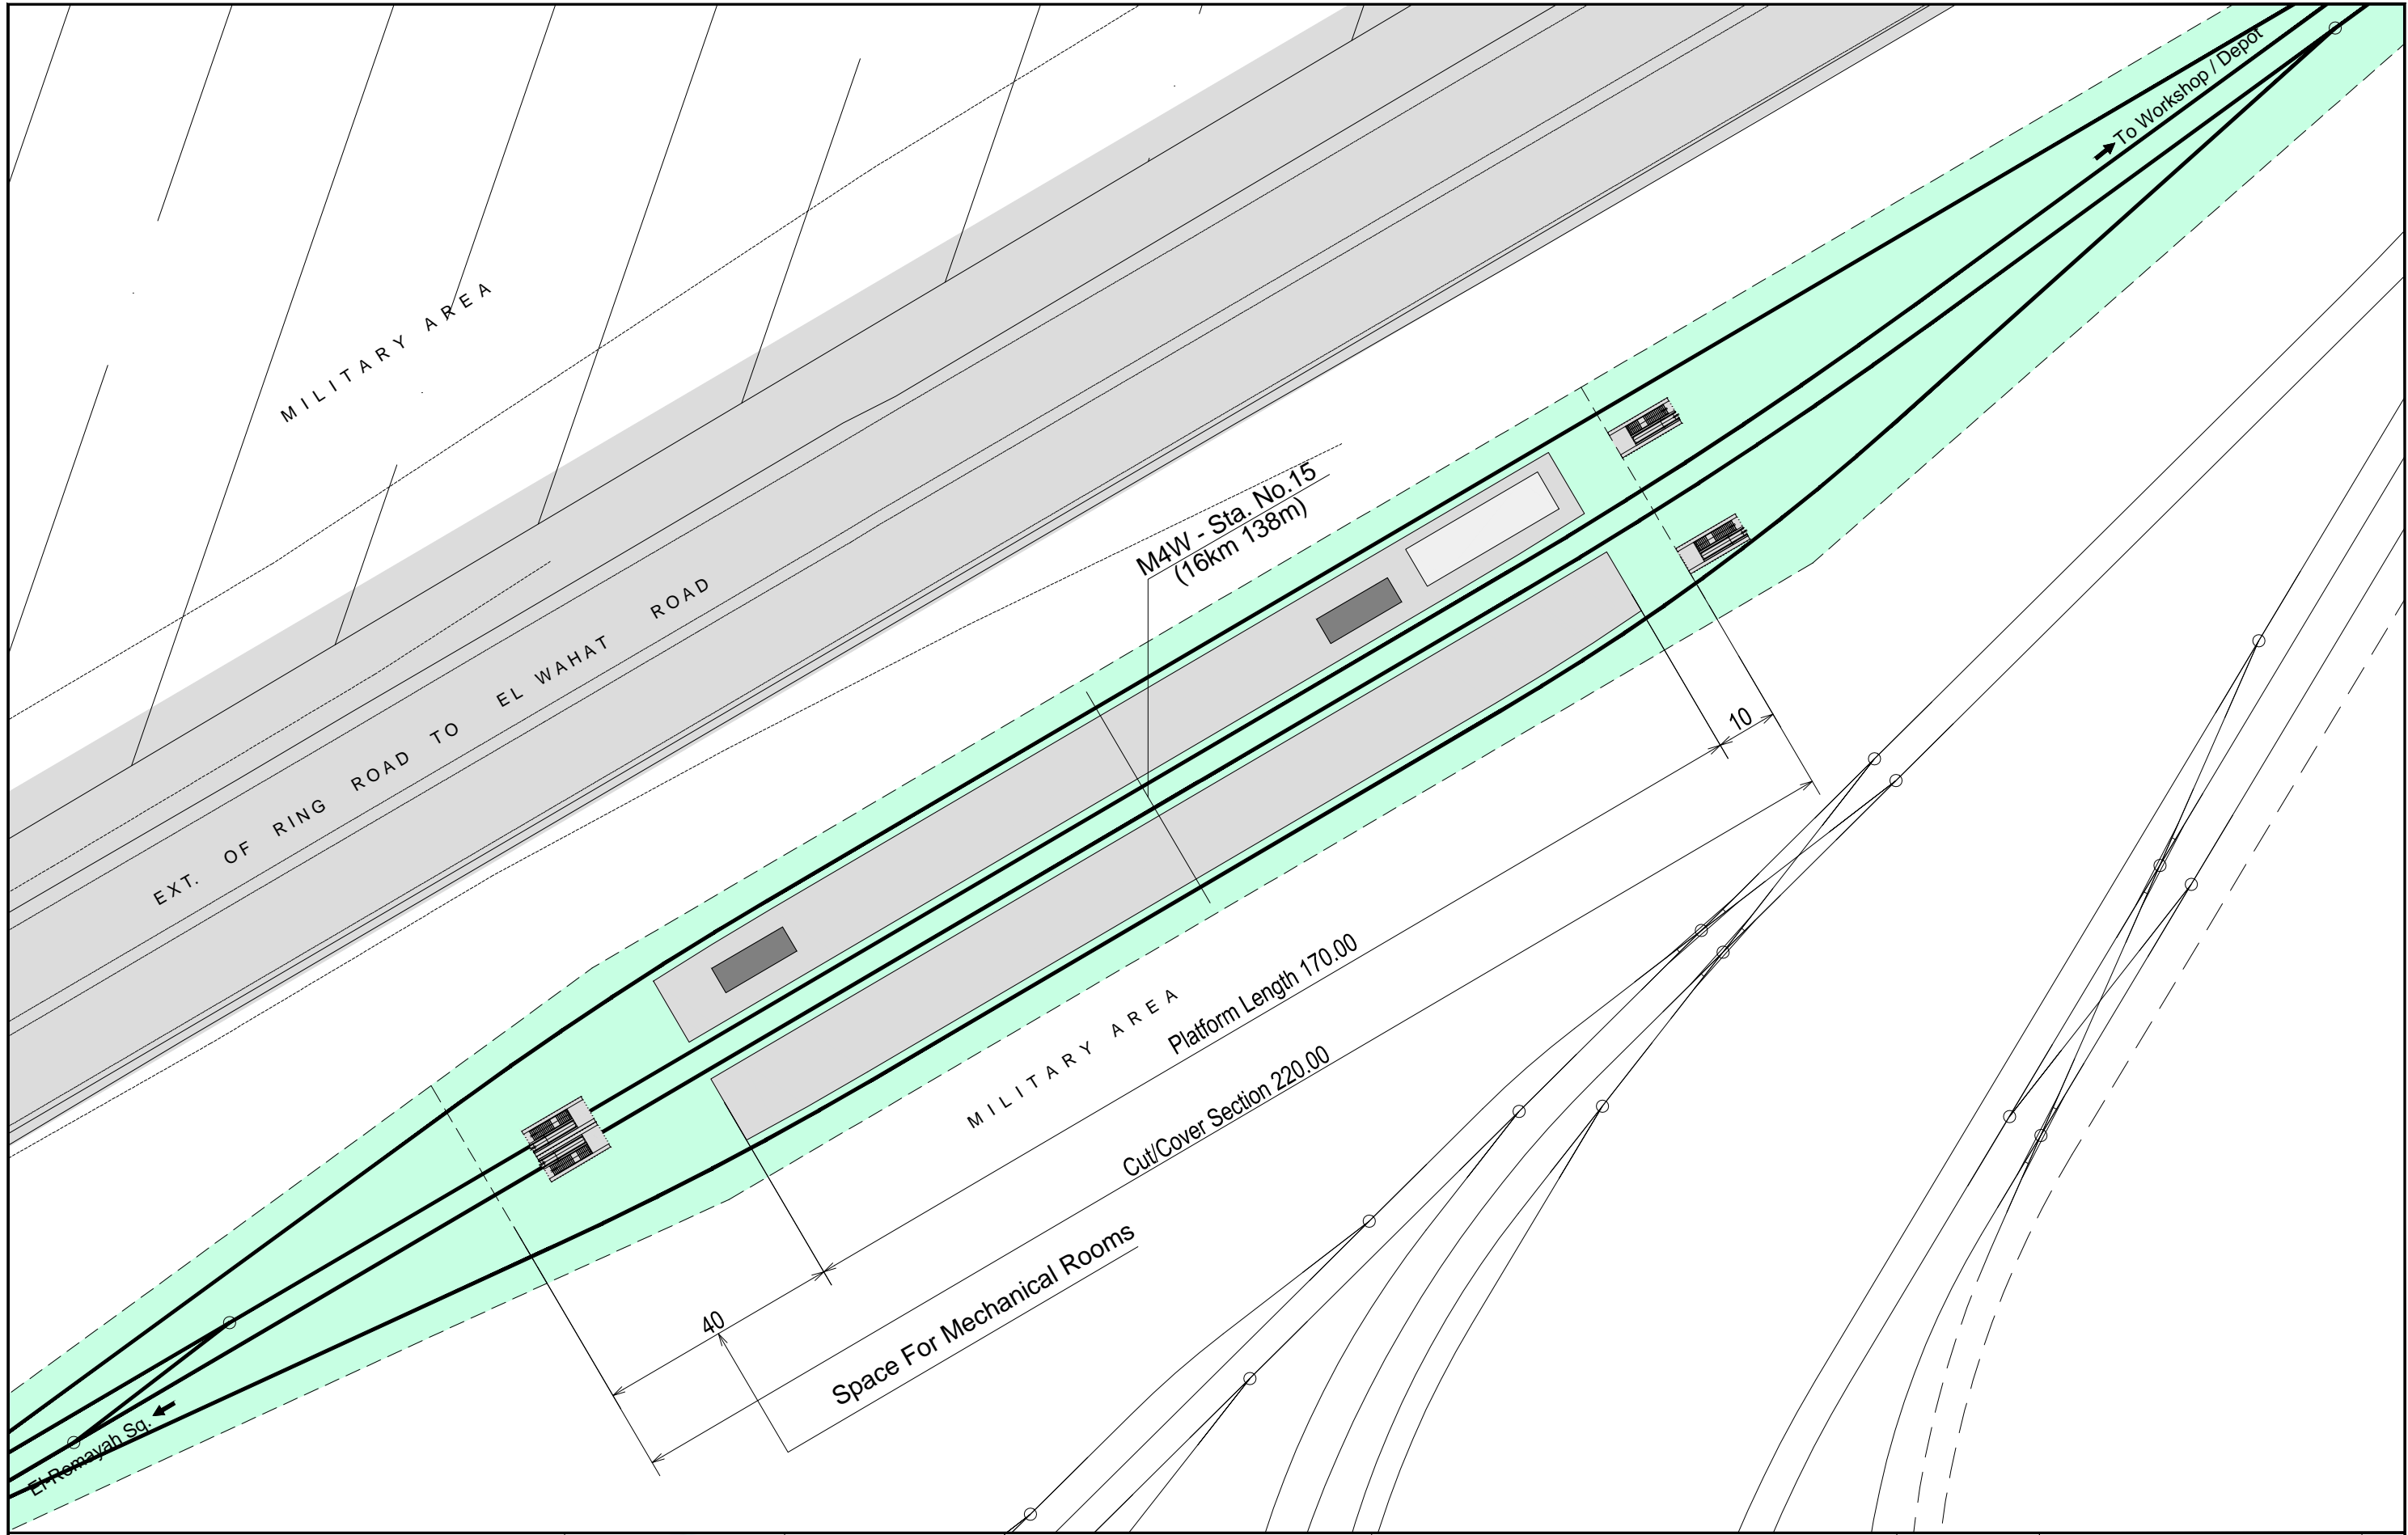 To Workshop / Depot
MILITARY AREA
M4W - Sta. No.15
(16km 138m)
EXT. OF RING ROAD TO EL WAHAT ROAD
10
Platform Length 170.00
MILITARY AREA
Cut/Cover Section 220.00
Space For Mechanical Rooms
40
El-Romayah Sq.